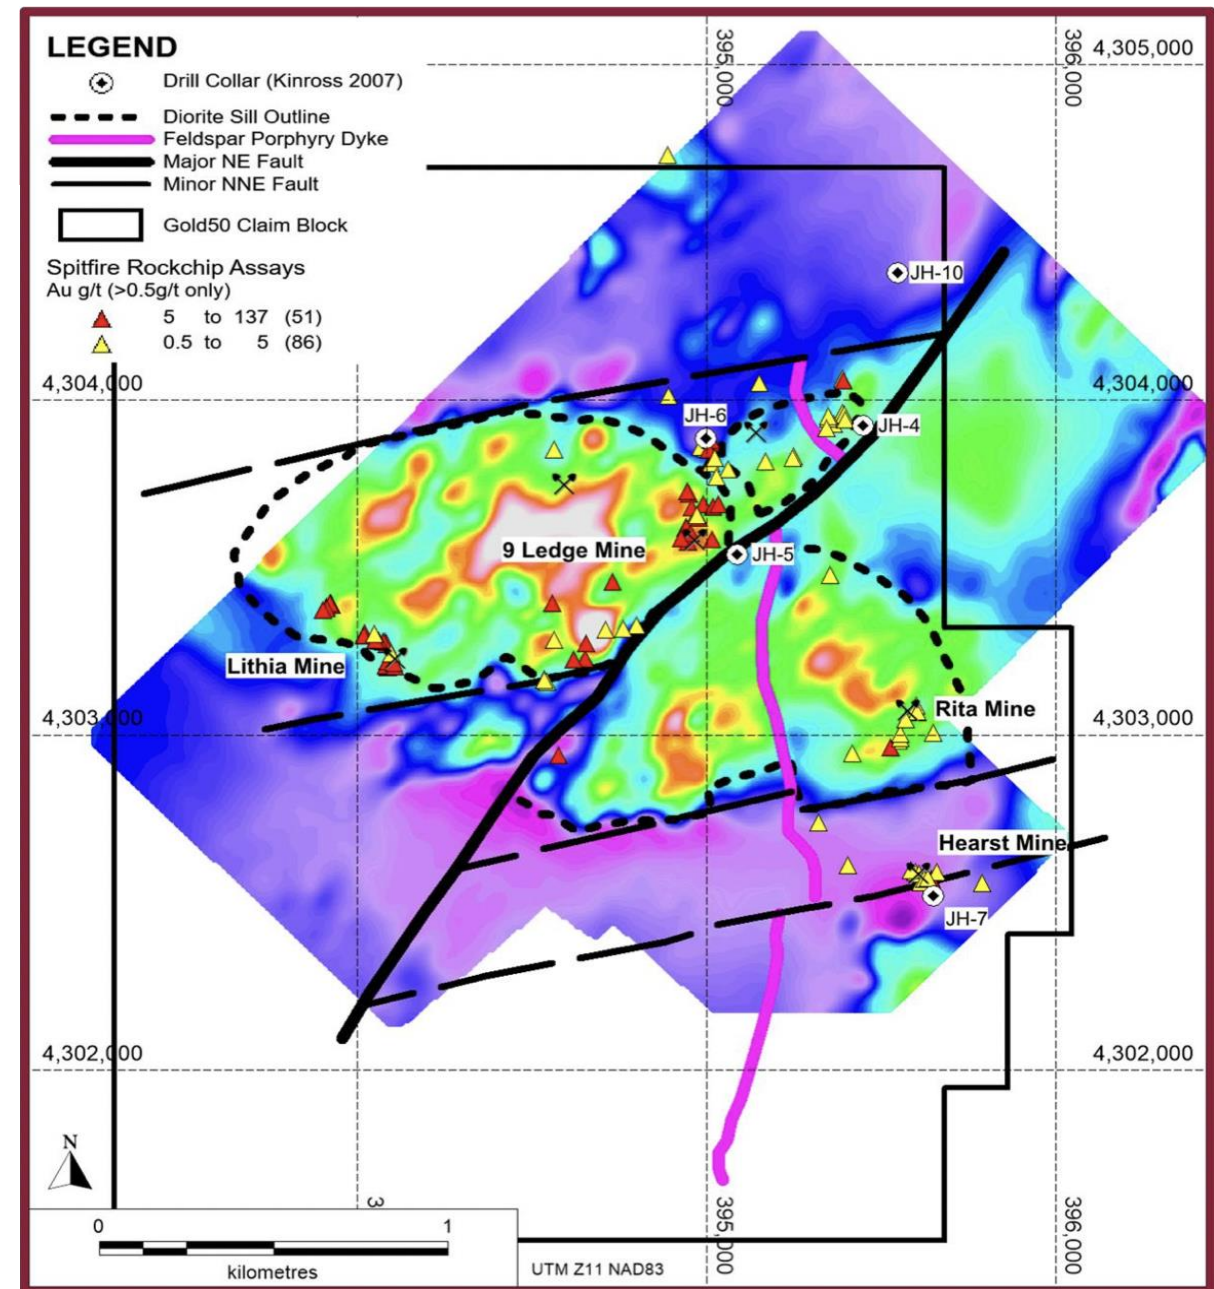 LEGEND
Drill Collar (Kinross 2007)
Diorite Sill Outline
Feldspar Porphyry Dyke
Major NE Fault
Minor NNE Fault
Gold50 Claim Block
Spitfire Rockchip Assays
Au g/t (>0.5g/t only)
5 to 137 (51)
0.5 to 5 (86)
395,000
396,000
4,305,000
JH-10
4,304,000
4,304,000
JH-6
JH-4
9 Ledge Mine
JH-5
Lithia Mine
Rita Mine
4,303,000
4,303,000
Hearst Mine
JH-7
4,302,000
4,302,000
N
3
395,000
396,000
0 1
kilometres
UTM Z11 NAD83